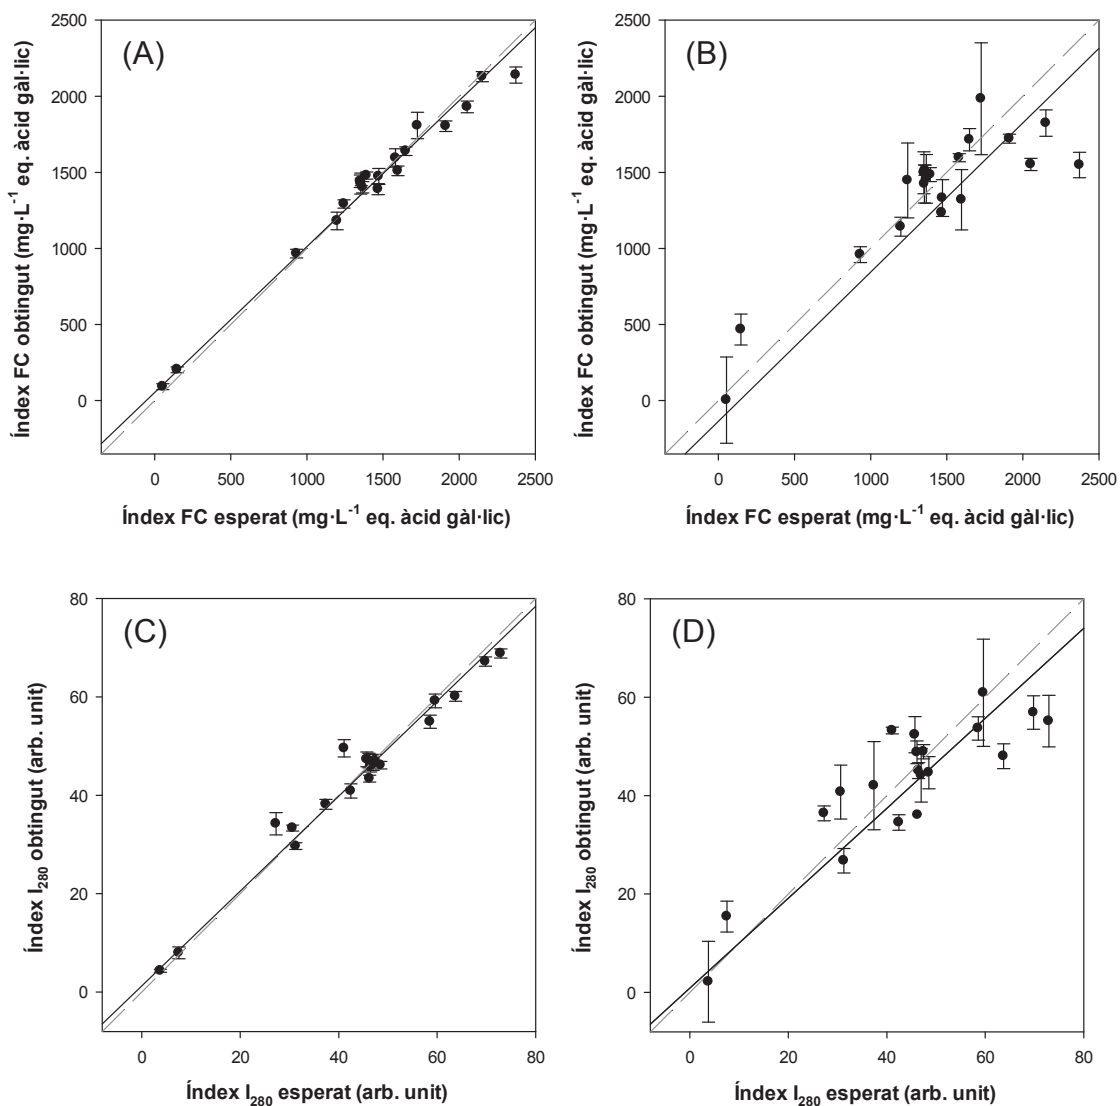 (A)
2500
2000
1500
1000
500
0
Índex FC obtingut (mg·L⁻¹ eq. àcid gàl·lic)
0 500 1000 1500 2000 2500
Índex FC esperat (mg·L⁻¹ eq. àcid gàl·lic)
(B)
2500
2000
1500
1000
500
0
Índex FC obtingut (mg·L⁻¹ eq. àcid gàl·lic)
0 500 1000 1500 2000 2500
Índex FC esperat (mg·L⁻¹ eq. àcid gàl·lic)
(C)
80
60
40
20
0
Índex I₂₈₀ obtingut (arb. unit)
0 20 40 60 80
Índex I₂₈₀ esperat (arb. unit)
(D)
80
60
40
20
0
Índex I₂₈₀ obtingut (arb. unit)
0 20 40 60 80
Índex I₂₈₀ esperat (arb. unit)